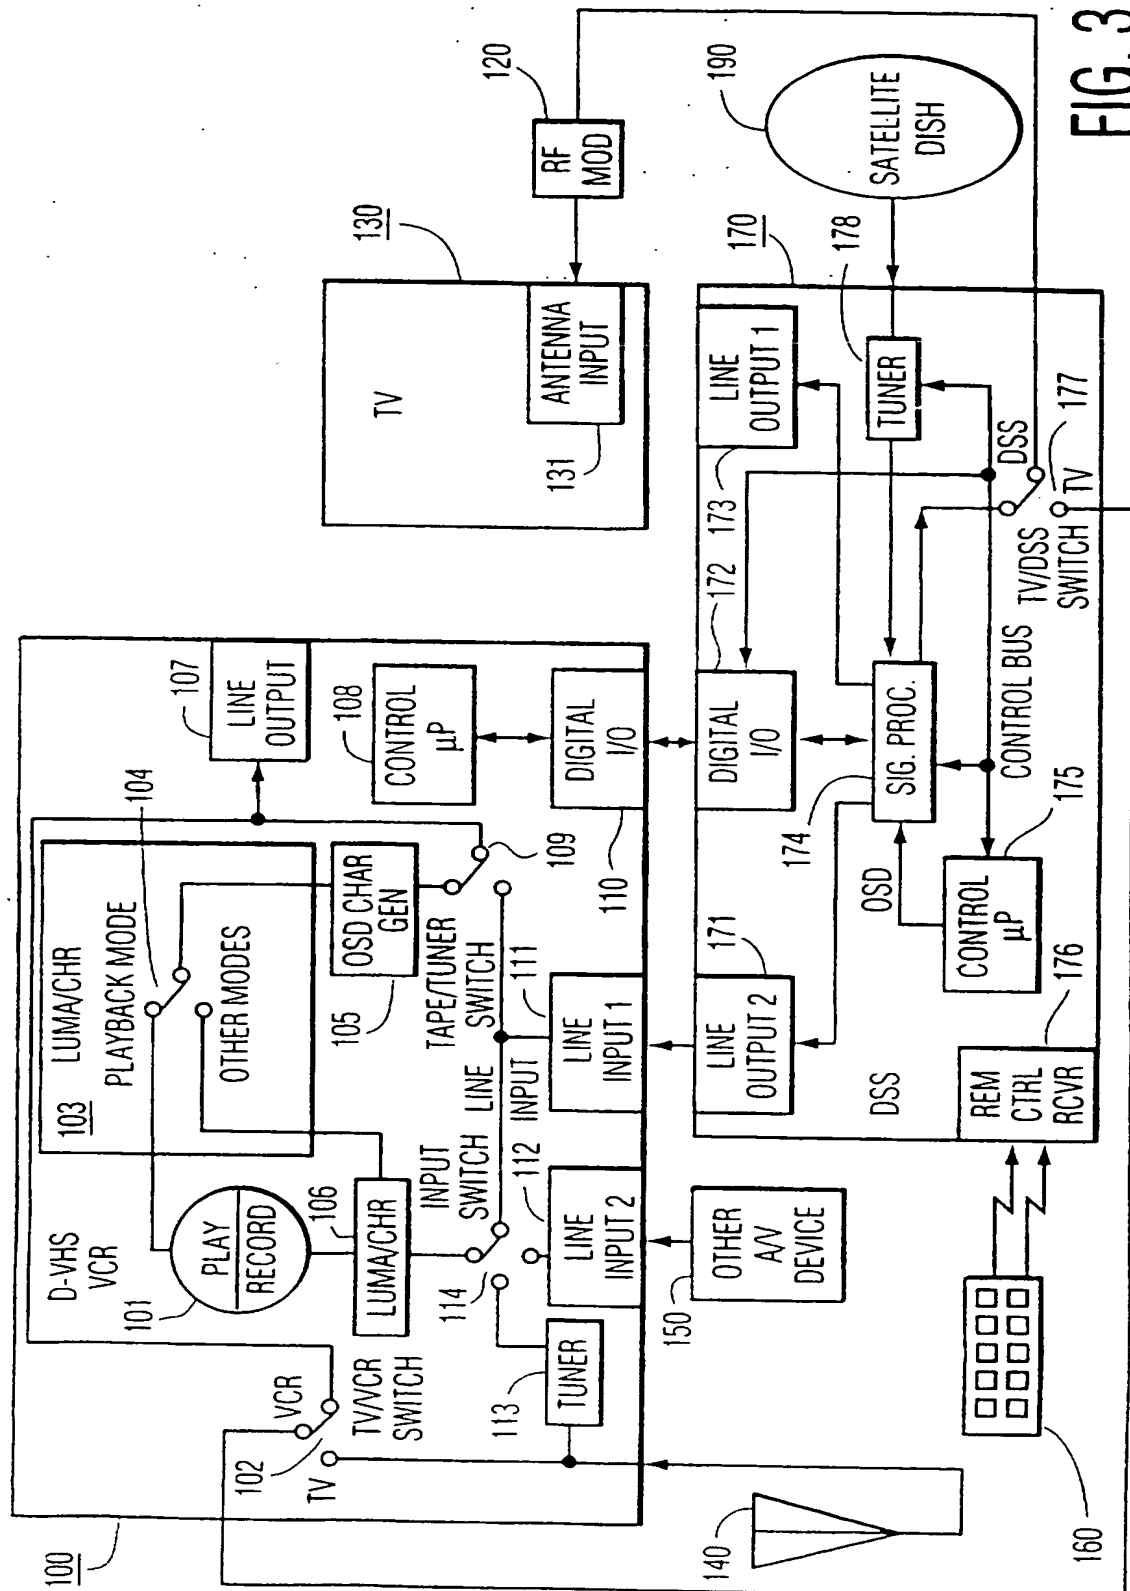 100
D-VHS
VCR
101
PLAY
RECORD
102
VCR
TV
TV/VCR
SWITCH
103
LUMA/CHR
PLAYBACK MODE
OTHER MODES
104
105
OSD CHAR
GEN
106
LUMA/CHR
107
LINE
OUTPUT
108
CONTROL
µP
109
TAPE/TUNER
SWITCH
110
DIGITAL
I/O
111
LINE
INPUT 1
LINE
INPUT
112
LINE
INPUT 2
113
TUNER
114
INPUT
SWITCH
120
RF
MOD
130
TV
131
ANTENNA
INPUT
140
150
OTHER
A/V
DEVICE
160
170
DSS
171
LINE
OUTPUT 2
172
DIGITAL
I/O
173
LINE
OUTPUT 1
174
SIG. PROC.
175
CONTROL
µP
OSD
CONTROL BUS
176
REM
CTRL
RCVR
177
TV/DSS
SWITCH
DSS
TV
178
TUNER
190
SATELLITE
DISH
FIG. 3